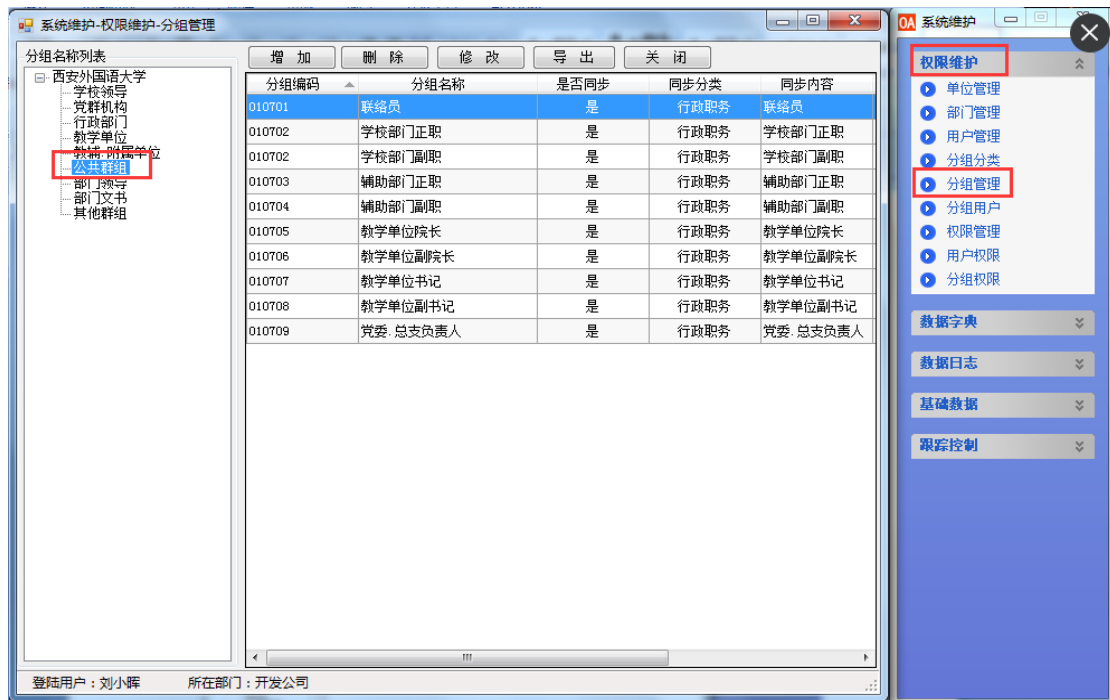 系统维护-权限维护-分组管理
分组名称列表
西安外国语大学
学校领导
党群机构
行政部门
教学单位
教辅.附属单位
公共群组
部门领导
部门文书
其他群组
增 加 删 除 修 改 导 出 关 闭
分组编码 分组名称 是否同步 同步分类 同步内容
010701 联络员 是 行政职务 联络员
010702 学校部门正职 是 行政职务 学校部门正职
010702 学校部门副职 是 行政职务 学校部门副职
010703 辅助部门正职 是 行政职务 辅助部门正职
010704 辅助部门副职 是 行政职务 辅助部门副职
010705 教学单位院长 是 行政职务 教学单位院长
010706 教学单位副院长 是 行政职务 教学单位副院长
010707 教学单位书记 是 行政职务 教学单位书记
010708 教学单位副书记 是 行政职务 教学单位副书记
010709 党委.总支负责人 是 行政职务 党委.总支负责人
登陆用户：刘小晖 所在部门：开发公司
OA 系统维护
权限维护
单位管理
部门管理
用户管理
分组分类
分组管理
分组用户
权限管理
用户权限
分组权限
数据字典
数据日志
基础数据
跟踪控制